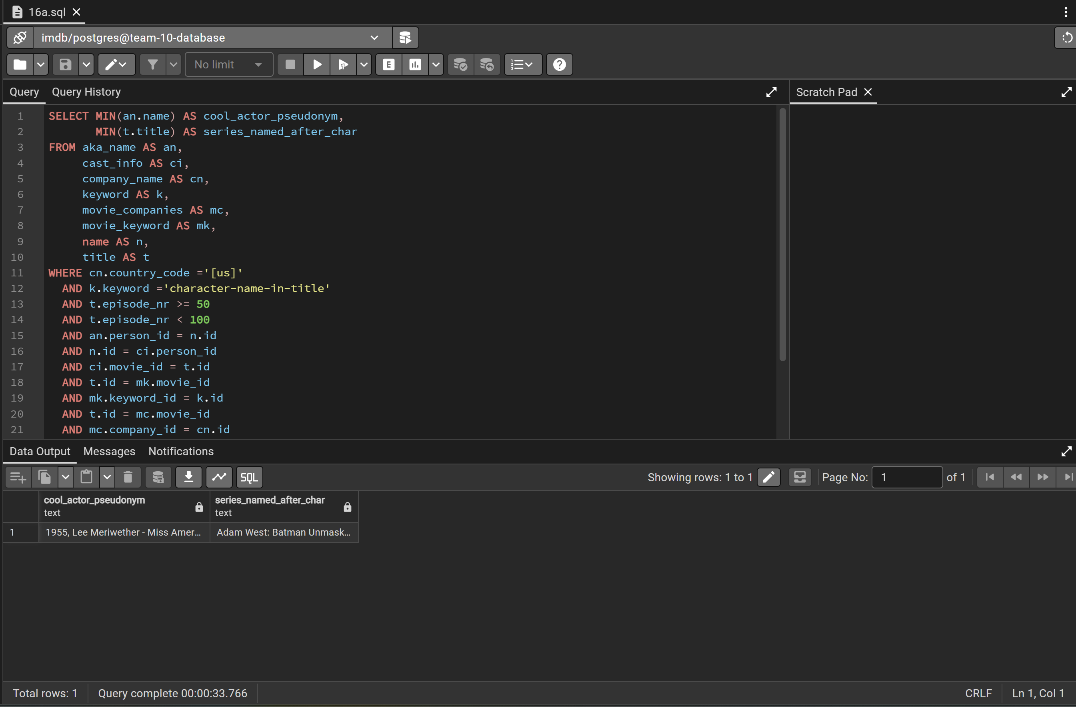 16a.sql
imdb/postgres@team-10-database
No limit
E
Query Query History
Scratch Pad
1 SELECT MIN(an.name) AS cool_actor_pseudonym,
2 MIN(t.title) AS series_named_after_char
3 FROM aka_name AS an,
4 cast_info AS ci,
5 company_name AS cn,
6 keyword AS k,
7 movie_companies AS mc,
8 movie_keyword AS mk,
9 name AS n,
10 title AS t
11 WHERE cn.country_code ='[us]'
12 AND k.keyword ='character-name-in-title'
13 AND t.episode_nr >= 50
14 AND t.episode_nr < 100
15 AND an.person_id = n.id
16 AND n.id = ci.person_id
17 AND ci.movie_id = t.id
18 AND t.id = mk.movie_id
19 AND mk.keyword_id = k.id
20 AND t.id = mc.movie_id
21 AND mc.company_id = cn.id
Data Output Messages Notifications
SQL Showing rows: 1 to 1 Page No: 1 of 1
cool_actor_pseudonym series_named_after_char
text text
1 1955, Lee Meriwether - Miss Amer... Adam West: Batman Unmask...
Total rows: 1 Query complete 00:00:33.766 CRLF Ln 1, Col 1